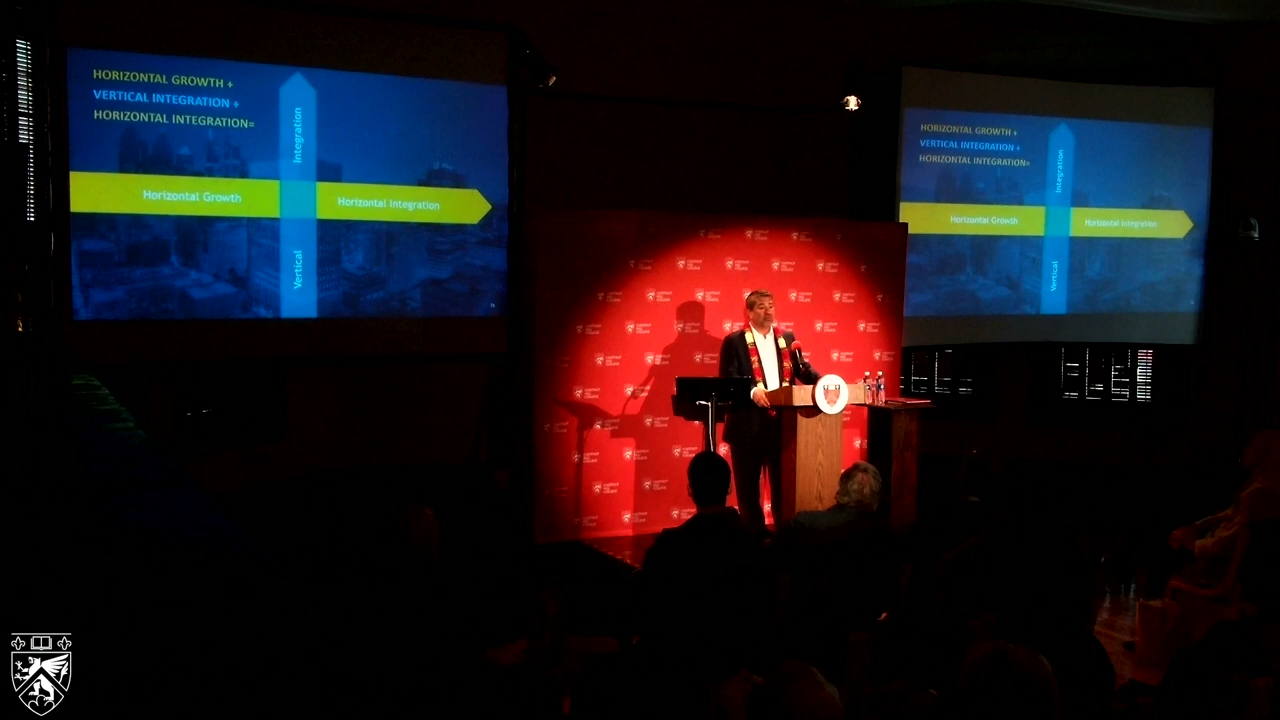 HORIZONTAL GROWTH +
VERTICAL INTEGRATION +
HORIZONTAL INTEGRATION=
Integration
Horizontal Growth
Horizontal Integration
Vertical
HORIZONTAL GROWTH +
VERTICAL INTEGRATION +
HORIZONTAL INTEGRATION=
Integration
Horizontal Growth
Horizontal Integration
Vertical